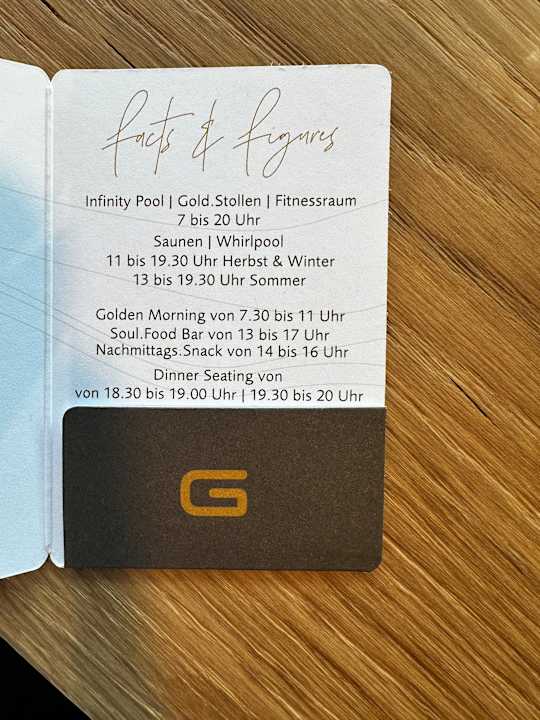 facts & figures
Infinity Pool | Gold.Stollen | Fitnessraum
7 bis 20 Uhr
Saunen | Whirlpool
11 bis 19.30 Uhr Herbst & Winter
13 bis 19.30 Uhr Sommer
Golden Morning von 7.30 bis 11 Uhr
Soul.Food Bar von 13 bis 17 Uhr
Nachmittags.Snack von 14 bis 16 Uhr
Dinner Seating von
von 18.30 bis 19.00 Uhr | 19.30 bis 20 Uhr
G